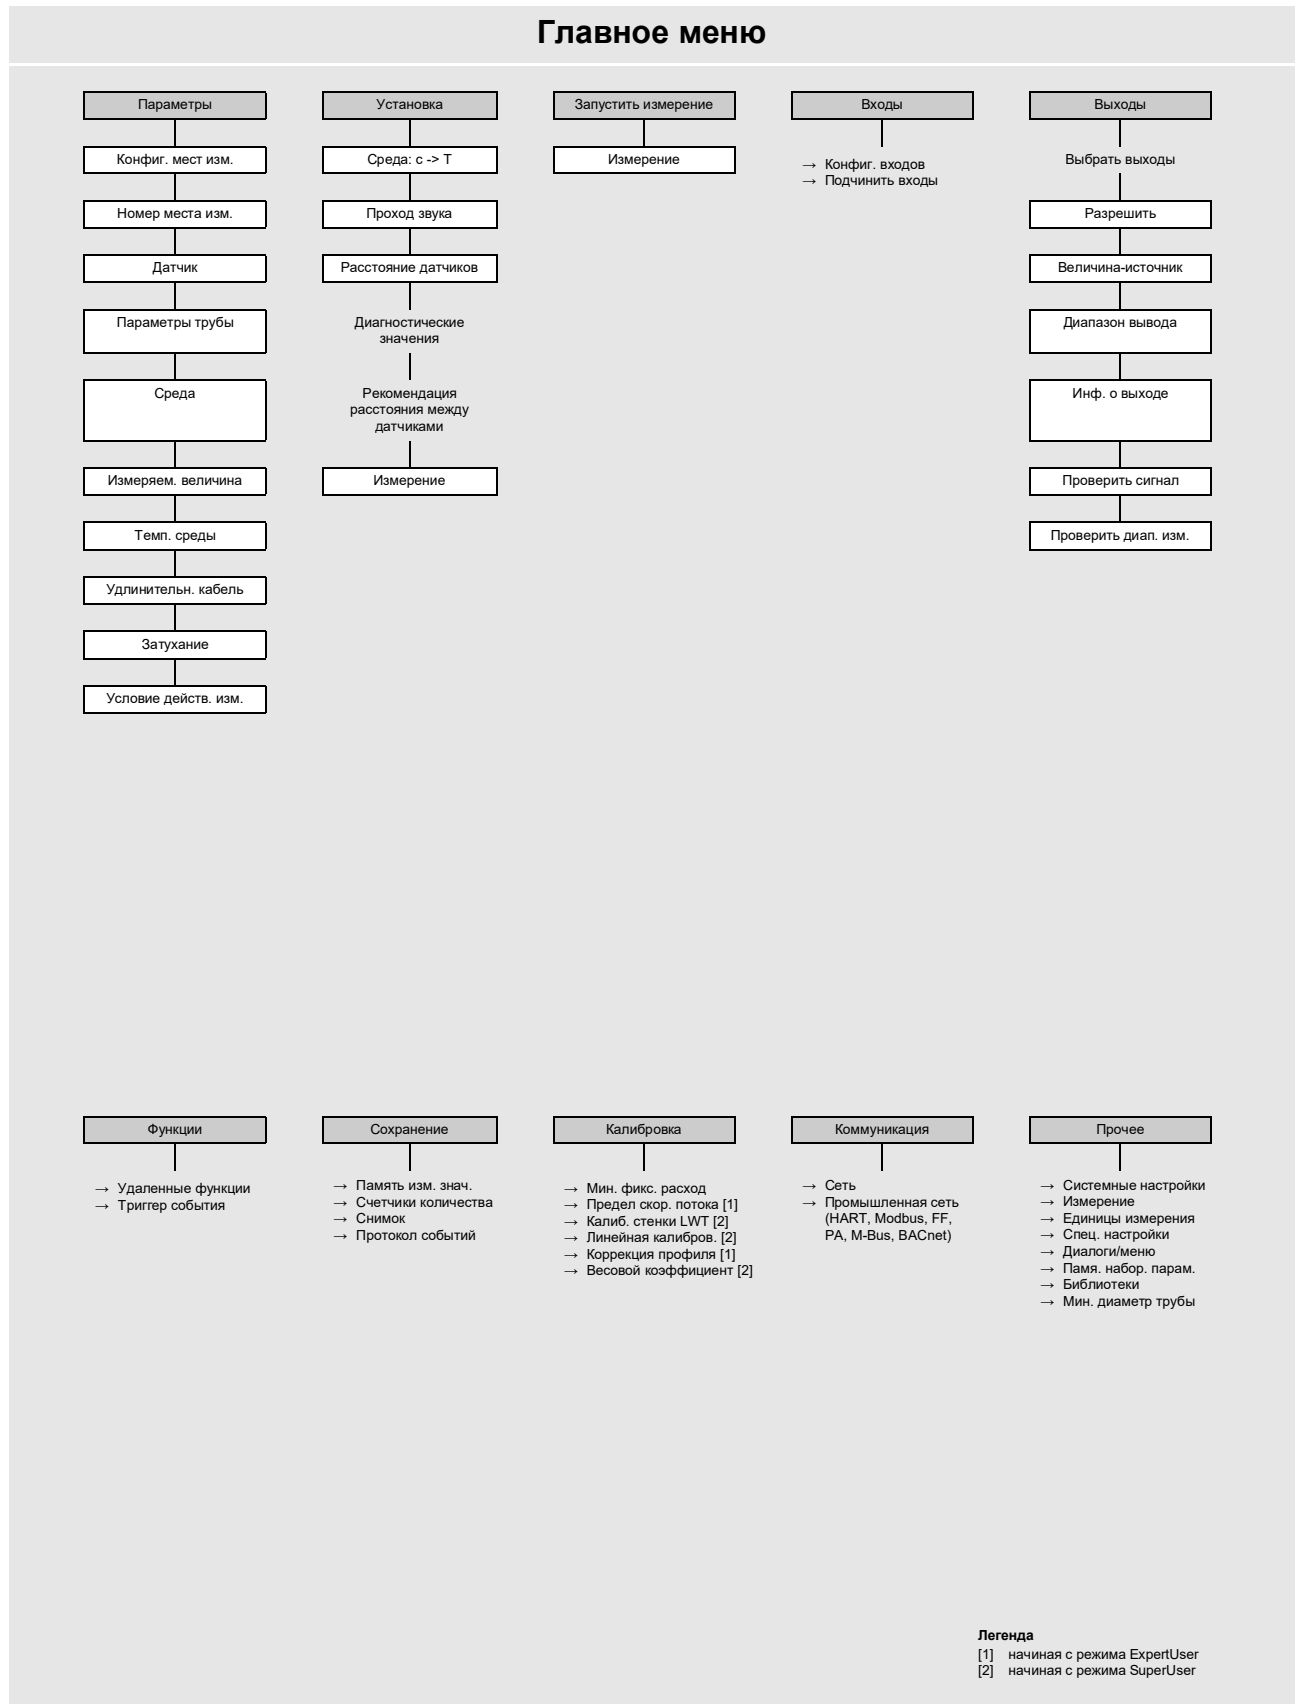 Главное меню
Параметры
Конфиг. мест изм.
Номер места изм.
Датчик
Параметры трубы
Среда
Измеряем. величина
Темп. среды
Удлинительн. кабель
Затухание
Условие действ. изм.
Установка
Среда: c -> T
Проход звука
Расстояние датчиков
Диагностические
значения
Рекомендация
расстояния между
датчиками
Измерение
Запустить измерение
Измерение
Входы
→ Конфиг. входов
→ Подчинить входы
Выходы
Выбрать выходы
Разрешить
Величина-источник
Диапазон вывода
Инф. о выходе
Проверить сигнал
Проверить диап. изм.
Функции
→ Удаленные функции
→ Триггер события
Сохранение
→ Память изм. знач.
→ Счетчики количества
→ Снимок
→ Протокол событий
Калибровка
→ Мин. фикс. расход
→ Предел скор. потока [1]
→ Калиб. стенки LWT [2]
→ Линейная калибров. [2]
→ Коррекция профиля [1]
→ Весовой коэффициент [2]
Коммуникация
→ Сеть
→ Промышленная сеть
(HART, Modbus, FF,
PA, M-Bus, BACnet)
Прочее
→ Системные настройки
→ Измерение
→ Единицы измерения
→ Спец. настройки
→ Диалоги/меню
→ Памя. набор. парам.
→ Библиотеки
→ Мин. диаметр трубы
Легенда
[1] начиная с режима ExpertUser
[2] начиная с режима SuperUser